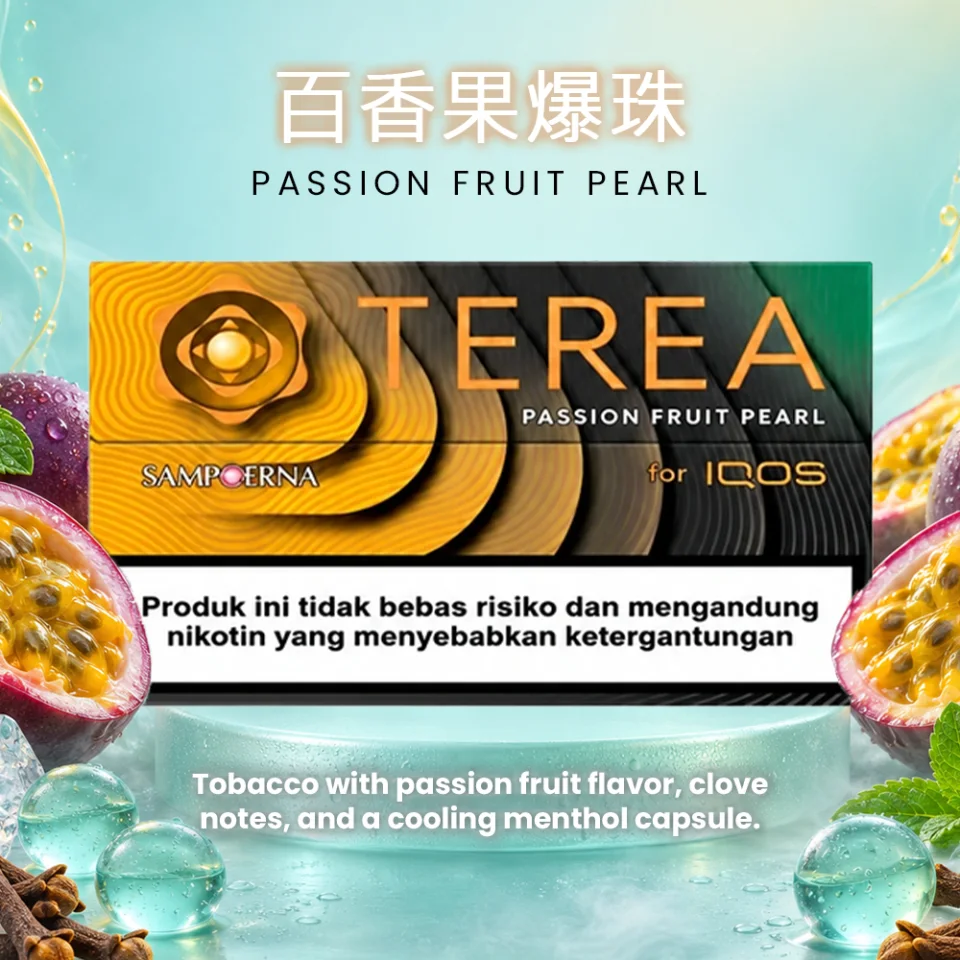 百香果爆珠
PASSION FRUIT PEARL
TEREA
PASSION FRUIT PEARL
SAMPOERNA
for IQOS
Produk ini tidak bebas risiko dan mengandung
nikotin yang menyebabkan ketergantungan
Tobacco with passion fruit flavor, clove
notes, and a cooling menthol capsule.